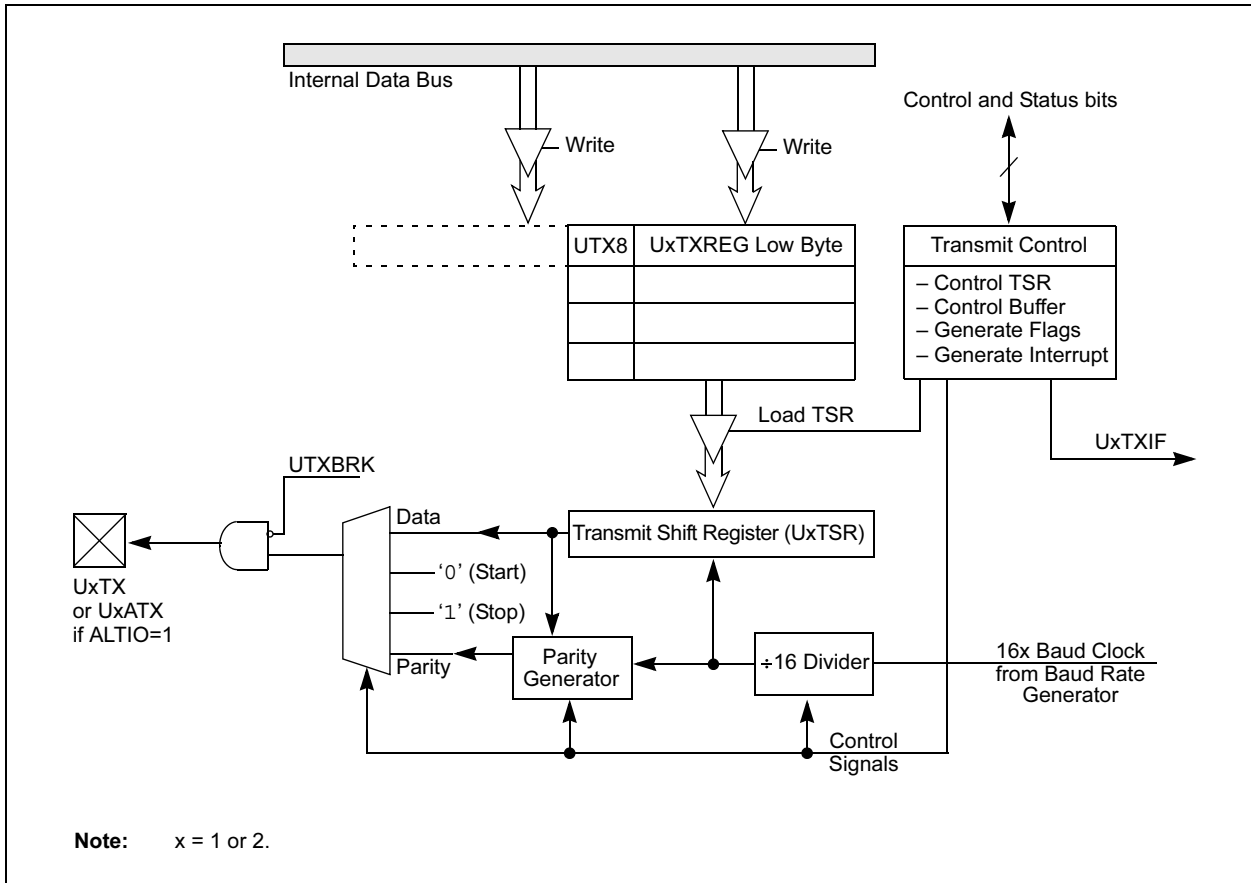 Internal Data Bus
Control and Status bits
Write
Write
UTX8
UxTXREG Low Byte
Transmit Control
– Control TSR
– Control Buffer
– Generate Flags
– Generate Interrupt
Load TSR
UxTXIF
UTXBRK
Data
Transmit Shift Register (UxTSR)
‘0’ (Start)
‘1’ (Stop)
UxTX
or UxATX
if ALTIO=1
Parity
Parity
Generator
÷16 Divider
16x Baud Clock
from Baud Rate
Generator
Control
Signals
Note: x = 1 or 2.